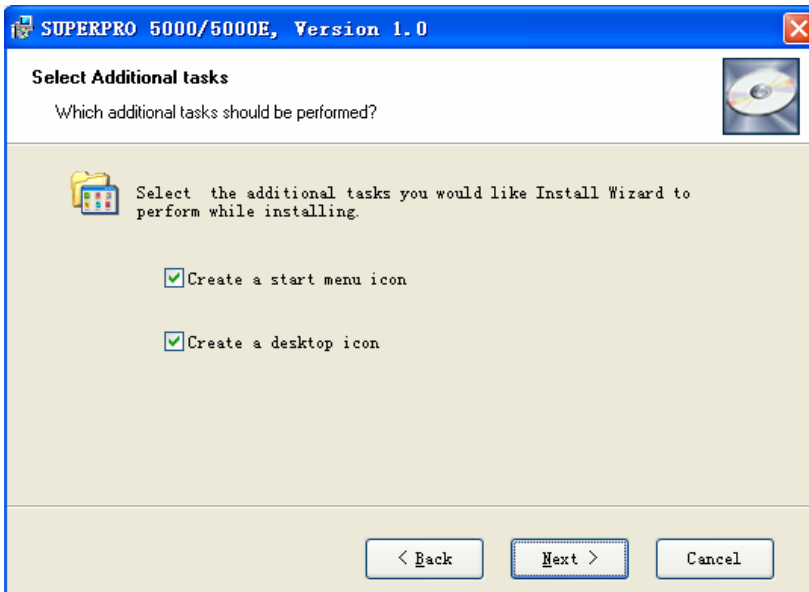 SUPERPRO 5000/5000E, Version 1.0
Select Additional tasks
Which additional tasks should be performed?
Select  the additional tasks you would like Install Wizard to
perform while installing.
Create a start menu icon
Create a desktop icon
< Back
Next >
Cancel